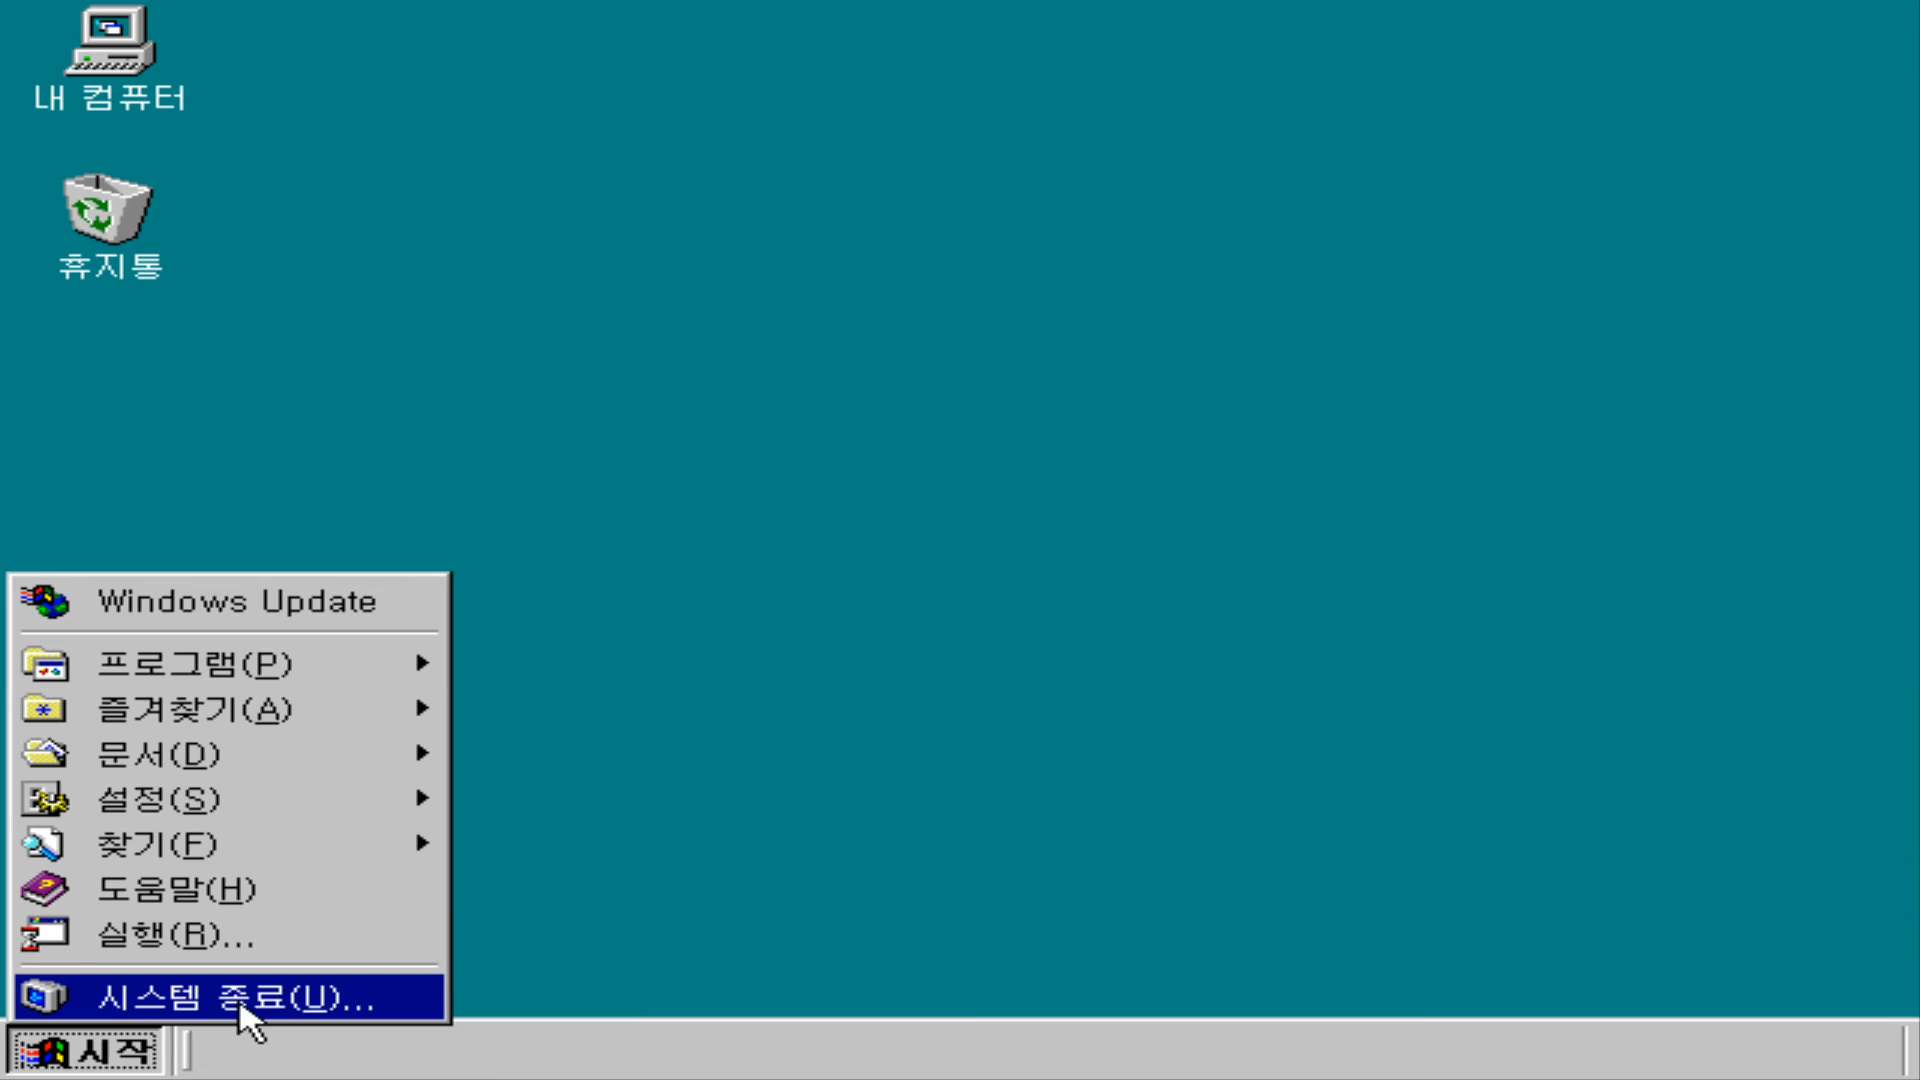 내 컴퓨터
휴지통
Windows Update
프로그램(P)
즐겨찾기(A)
문서(D)
설정(S)
찾기(F)
도움말(H)
실행(R)...
시스템 종료(U)...
시작